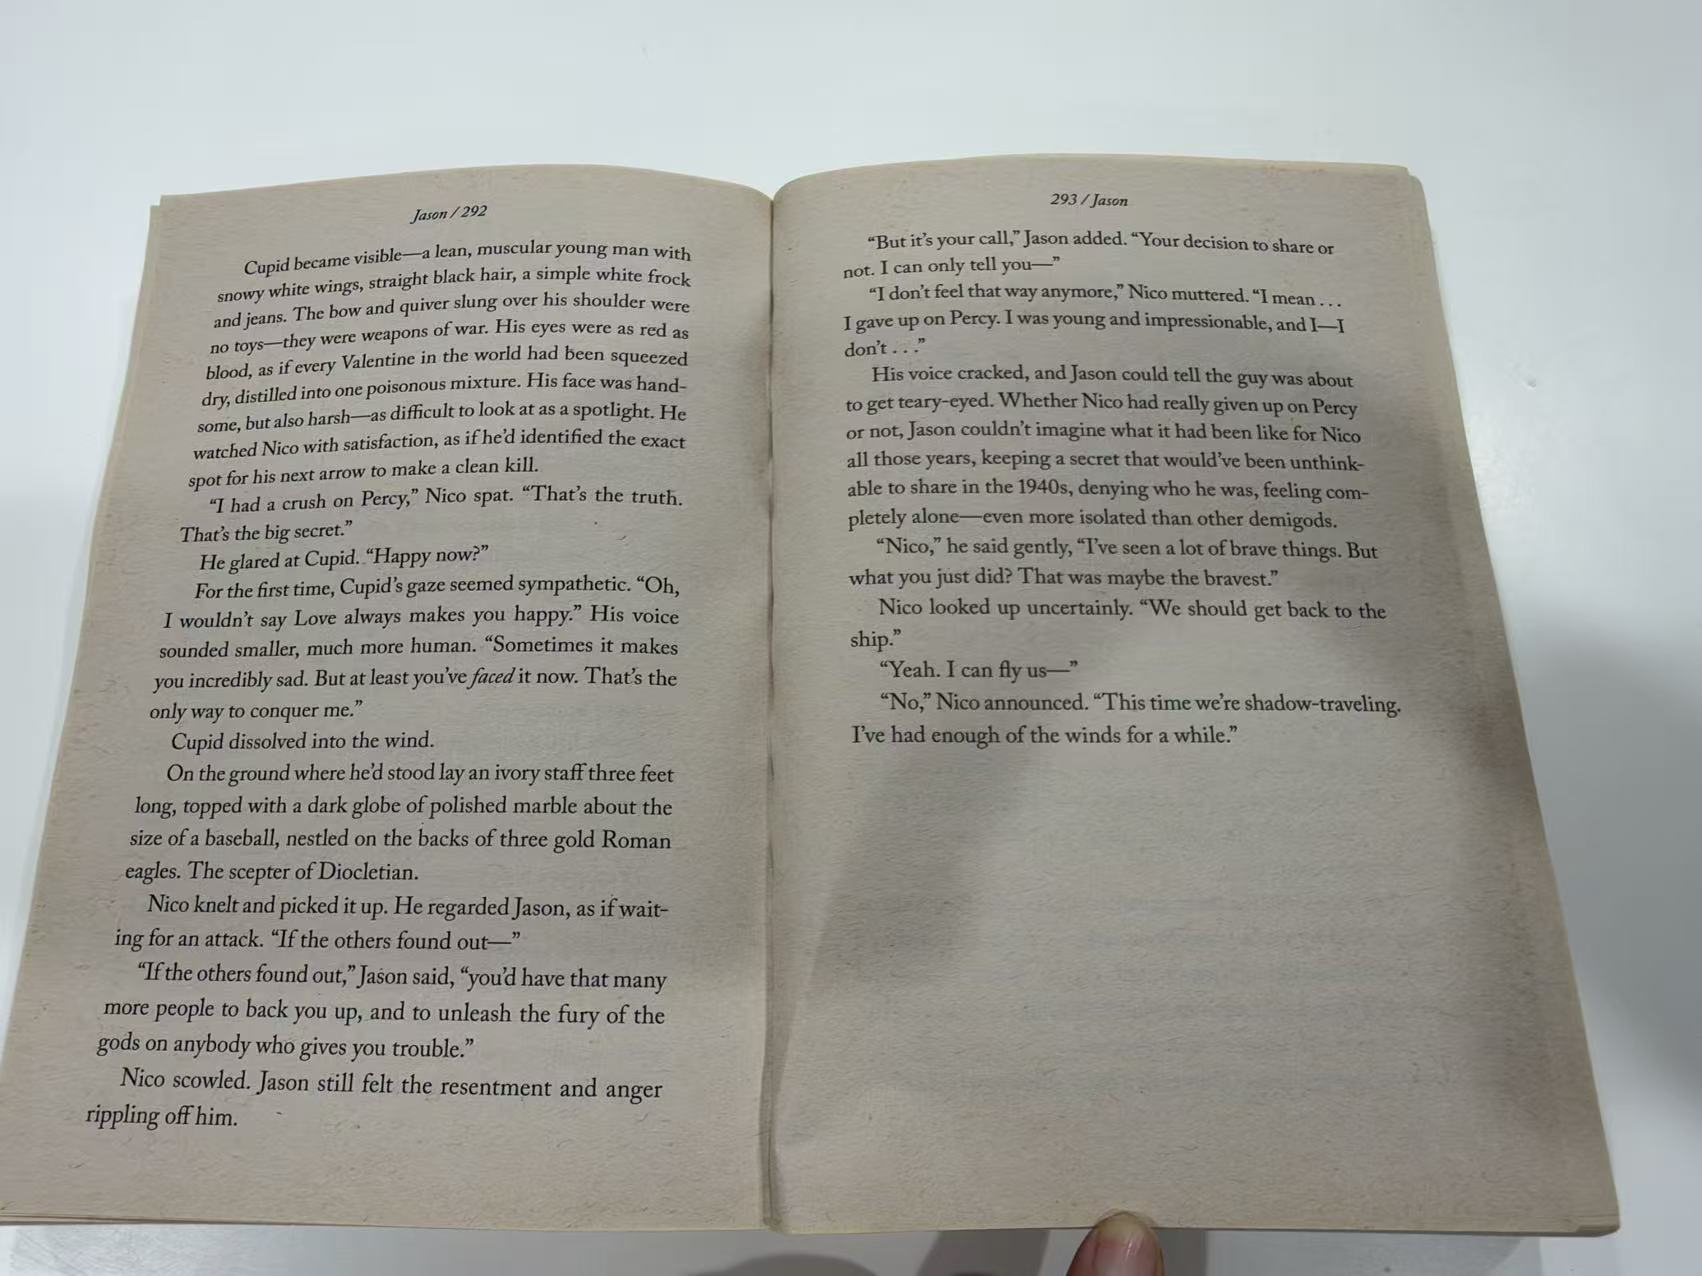 Jason / 292
Cupid became visible—a lean, muscular young man with
snowy white wings, straight black hair, a simple white frock
and jeans. The bow and quiver slung over his shoulder were
no toys—they were weapons of war. His eyes were as red as
blood, as if every Valentine in the world had been squeezed
dry, distilled into one poisonous mixture. His face was hand-
some, but also harsh—as difficult to look at as a spotlight. He
watched Nico with satisfaction, as if he’d identified the exact
spot for his next arrow to make a clean kill.
“I had a crush on Percy,” Nico spat. “That’s the truth.
That’s the big secret.”
He glared at Cupid. “Happy now?”
For the first time, Cupid’s gaze seemed sympathetic. “Oh,
I wouldn’t say Love always makes you happy.” His voice
sounded smaller, much more human. “Sometimes it makes
you incredibly sad. But at least you’ve faced it now. That’s the
only way to conquer me.”
Cupid dissolved into the wind.
On the ground where he’d stood lay an ivory staff three feet
long, topped with a dark globe of polished marble about the
size of a baseball, nestled on the backs of three gold Roman
eagles. The scepter of Diocletian.
Nico knelt and picked it up. He regarded Jason, as if wait-
ing for an attack. “If the others found out—”
“If the others found out,” Jason said, “you’d have that many
more people to back you up, and to unleash the fury of the
gods on anybody who gives you trouble.”
Nico scowled. Jason still felt the resentment and anger
rippling off him.
293 / Jason
“But it’s your call,” Jason added. “Your decision to share or
not. I can only tell you—”
“I don’t feel that way anymore,” Nico muttered. “I mean . . .
I gave up on Percy. I was young and impressionable, and I—I
don’t . . .”
His voice cracked, and Jason could tell the guy was about
to get teary-eyed. Whether Nico had really given up on Percy
or not, Jason couldn’t imagine what it had been like for Nico
all those years, keeping a secret that would’ve been unthink-
able to share in the 1940s, denying who he was, feeling com-
pletely alone—even more isolated than other demigods.
“Nico,” he said gently, “I’ve seen a lot of brave things. But
what you just did? That was maybe the bravest.”
Nico looked up uncertainly. “We should get back to the
ship.”
“Yeah. I can fly us—”
“No,” Nico announced. “This time we’re shadow-traveling.
I’ve had enough of the winds for a while.”